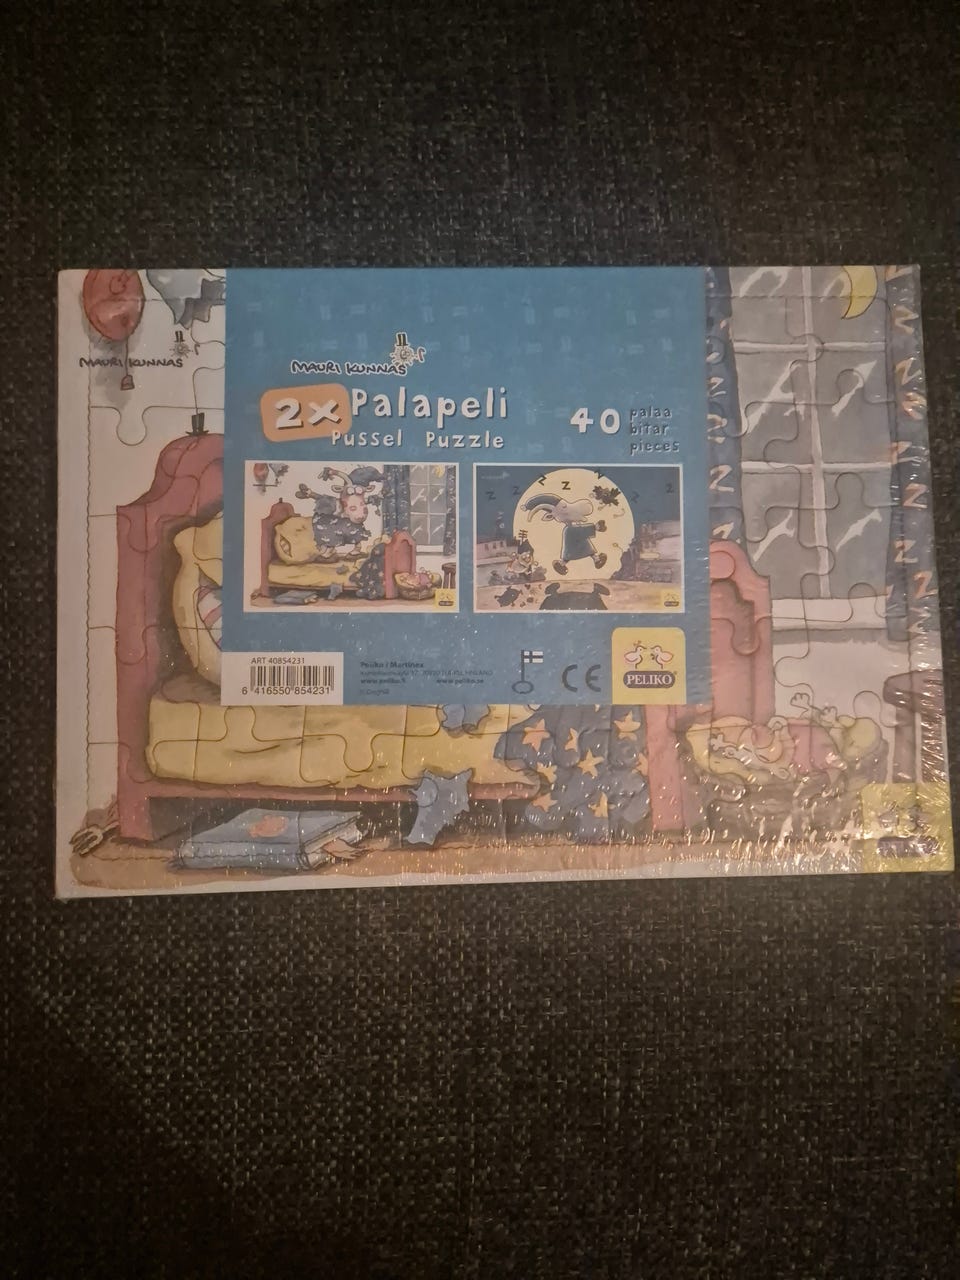 MAURI KUNNAS
MAURI KUNNAS
2x Palapeli
Pussel Puzzle
40 palaa
bitar
pieces
ART 40854231
6 416550 854231
Peliko / Martinex
www.peliko.fi www.peliko.se
CE
PELIKO